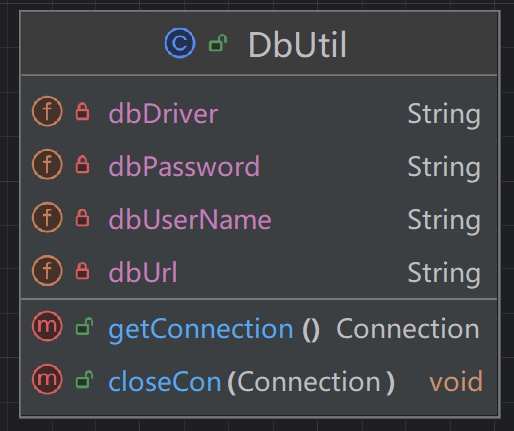 C DbUtil
f dbDriver String
f dbPassword String
f dbUserName String
f dbUrl String
m getConnection () Connection
m closeCon (Connection) void